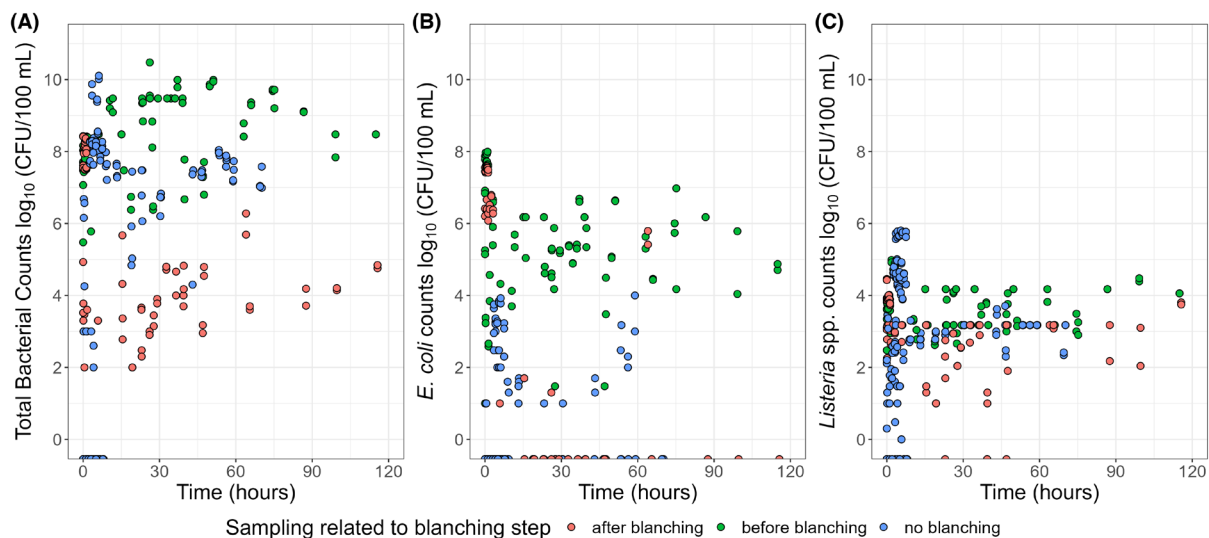 (A)
Total Bacterial Counts log10 (CFU/100 mL)
10
8
6
4
2
0
0 30 60 90 120
Time (hours)
(B)
E. coli counts log10 (CFU/100 mL)
10
8
6
4
2
0
0 30 60 90 120
Time (hours)
(C)
Listeria spp. counts log10 (CFU/100 mL)
10
8
6
4
2
0
0 30 60 90 120
Time (hours)
Sampling related to blanching step after blanching before blanching no blanching